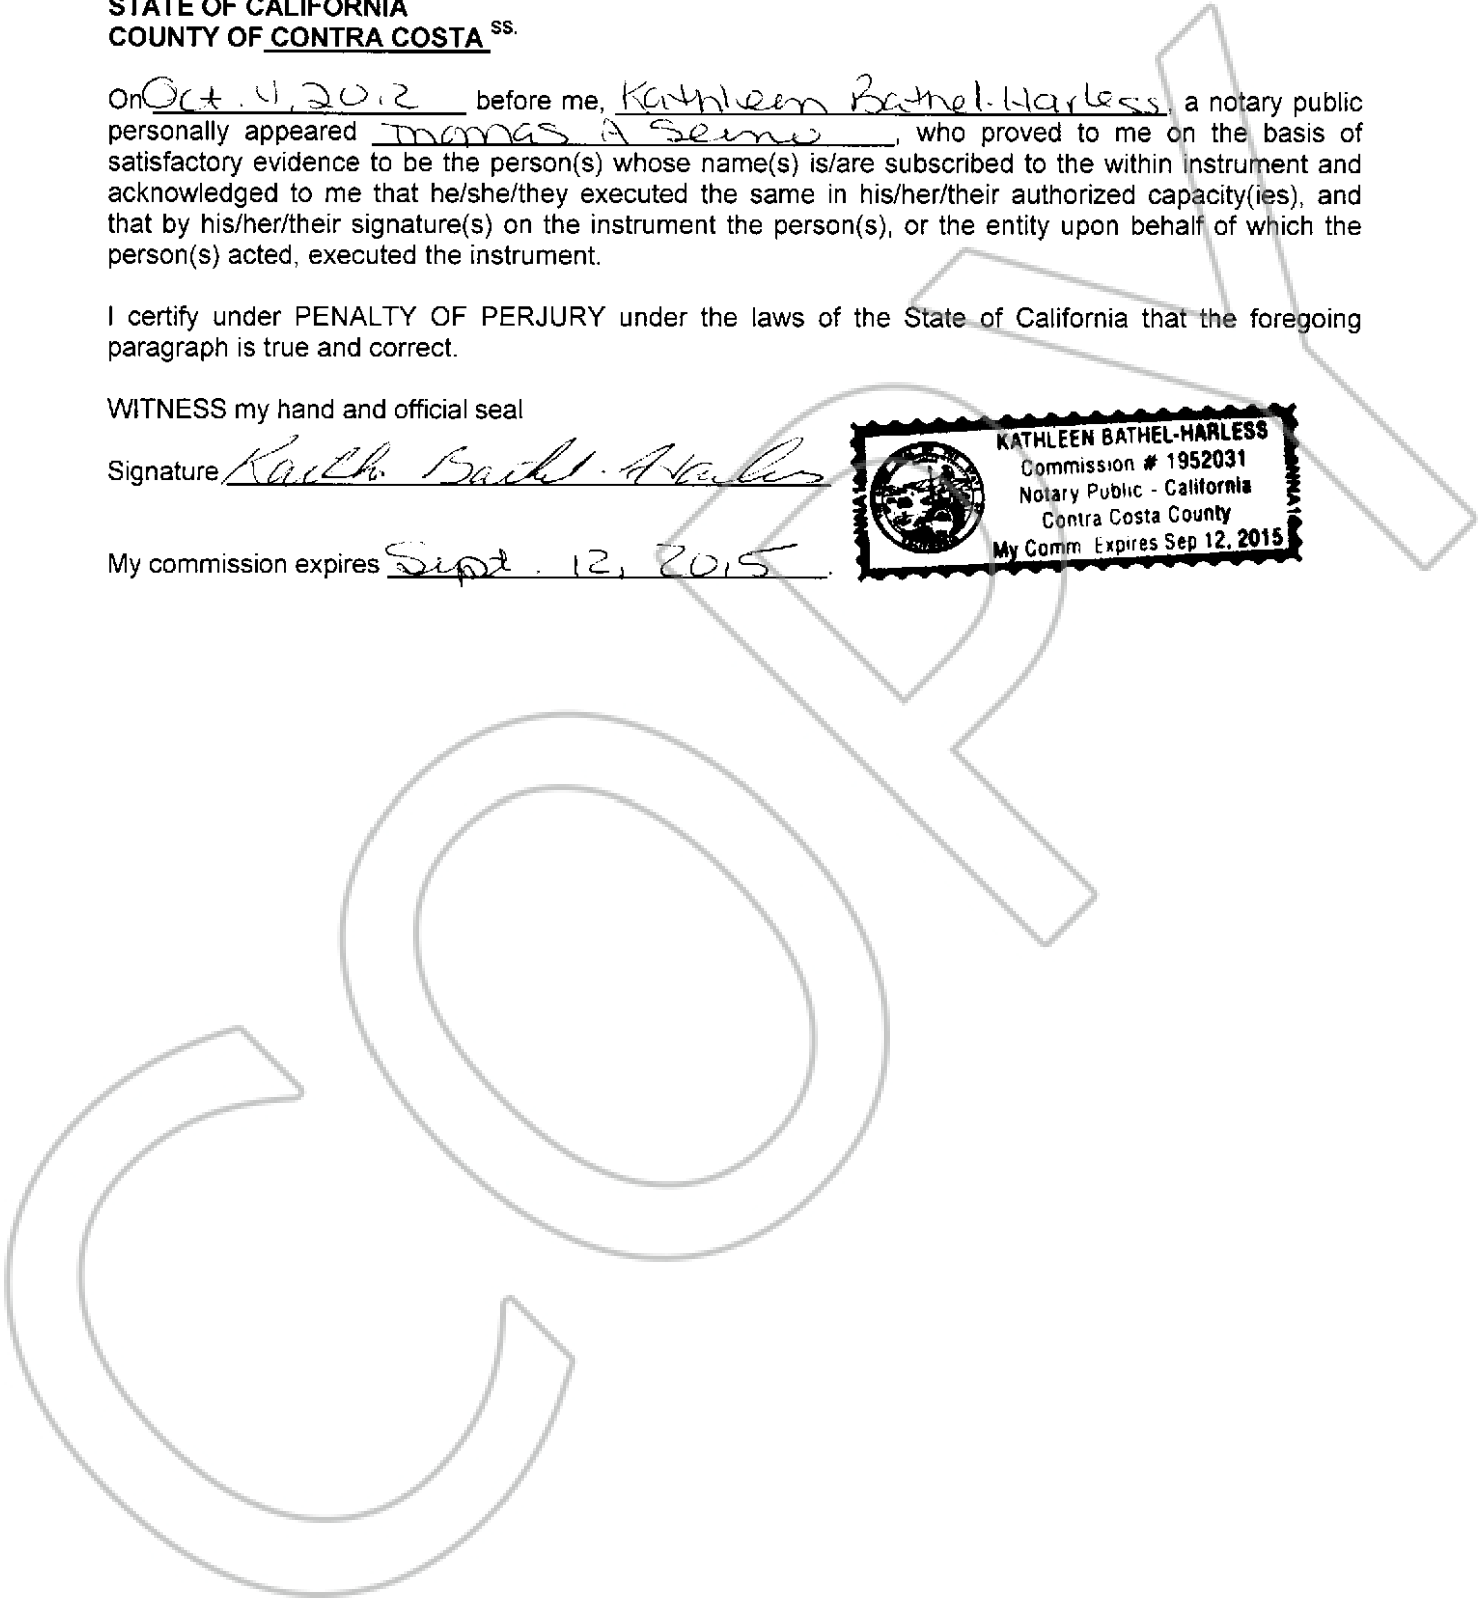 STATE OF CALIFORNIA
COUNTY OF CONTRA COSTA SS.
On Oct. 4, 2012 before me, Kathleen Bathel-Harless, a notary public
personally appeared Thomas A , who proved to me on the basis of
satisfactory evidence to be the person(s) whose name(s) is/are subscribed to the within instrument and
acknowledged to me that he/she/they executed the same in his/her/their authorized capacity(ies), and
that by his/her/their signature(s) on the instrument the person(s), or the entity upon behalf of which the
person(s) acted, executed the instrument.
I certify under PENALTY OF PERJURY under the laws of the State of California that the foregoing
paragraph is true and correct.
WITNESS my hand and official seal
Signature Kath Bathel-Harless
My commission expires Sept. 12, 2015.
KATHLEEN BATHEL-HARLESS
Commission # 1952031
Notary Public - California
Contra Costa County
My Comm Expires Sep 12, 2015
COPY